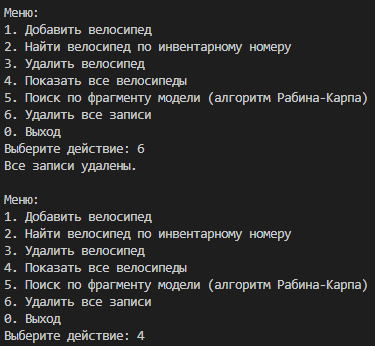 Меню:
1. Добавить велосипед
2. Найти велосипед по инвентарному номеру
3. Удалить велосипед
4. Показать все велосипеды
5. Поиск по фрагменту модели (алгоритм Рабина-Карпа)
6. Удалить все записи
0. Выход
Выберите действие: 6
Все записи удалены.

Меню:
1. Добавить велосипед
2. Найти велосипед по инвентарному номеру
3. Удалить велосипед
4. Показать все велосипеды
5. Поиск по фрагменту модели (алгоритм Рабина-Карпа)
6. Удалить все записи
0. Выход
Выберите действие: 4